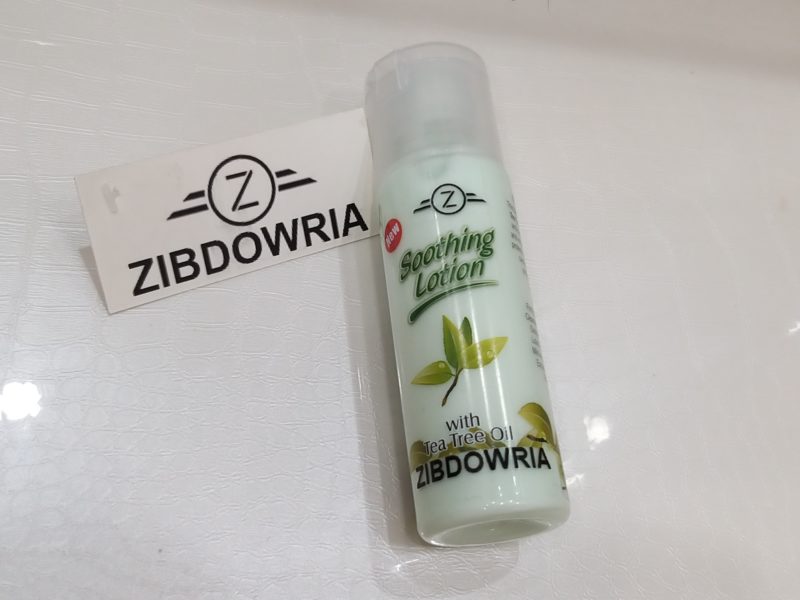 Z
ZIBDOWRIA
Z
New
Soothing
Lotion
with
Tea Tree Oil
ZIBDOWRIA